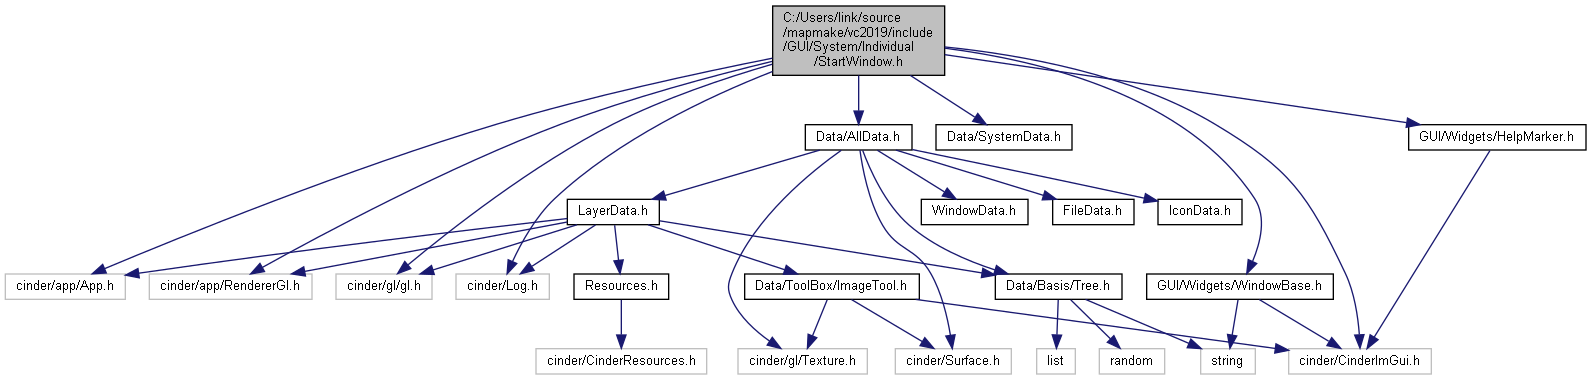 C:/Users/link/source
/mapmake/vc2019/include
/GUI/System/Individual
/StartWindow.h
Data/AllData.h
Data/SystemData.h
GUI/Widgets/HelpMarker.h
LayerData.h
WindowData.h
FileData.h
IconData.h
cinder/app/App.h
cinder/app/RendererGl.h
cinder/gl/gl.h
cinder/Log.h
Resources.h
Data/ToolBox/ImageTool.h
Data/Basis/Tree.h
GUI/Widgets/WindowBase.h
cinder/CinderResources.h
cinder/gl/Texture.h
cinder/Surface.h
list
random
string
cinder/CinderImGui.h